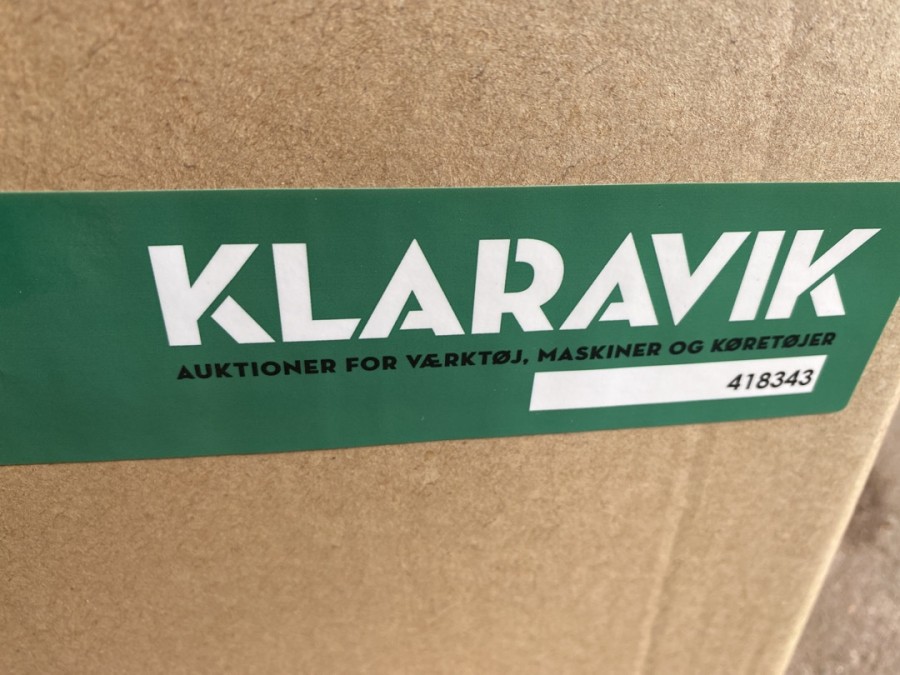 KLARAVIK
AUKTIONER FOR VÆRKTØJ, MASKINER OG KØRETØJER
418343